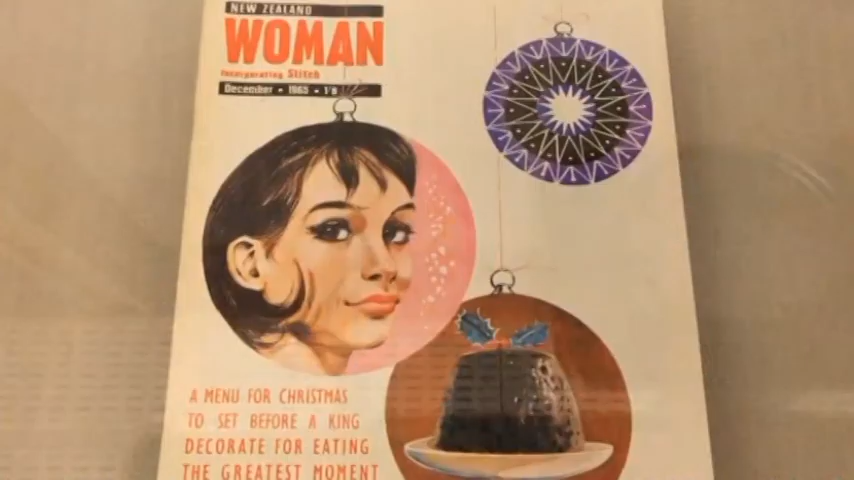 NEW ZEALAND
WOMAN
Incorporating Stitch
December • 1965 • 1'6
A MENU FOR CHRISTMAS
TO SET BEFORE A KING
DECORATE FOR EATING
THE GREATEST MOMENT